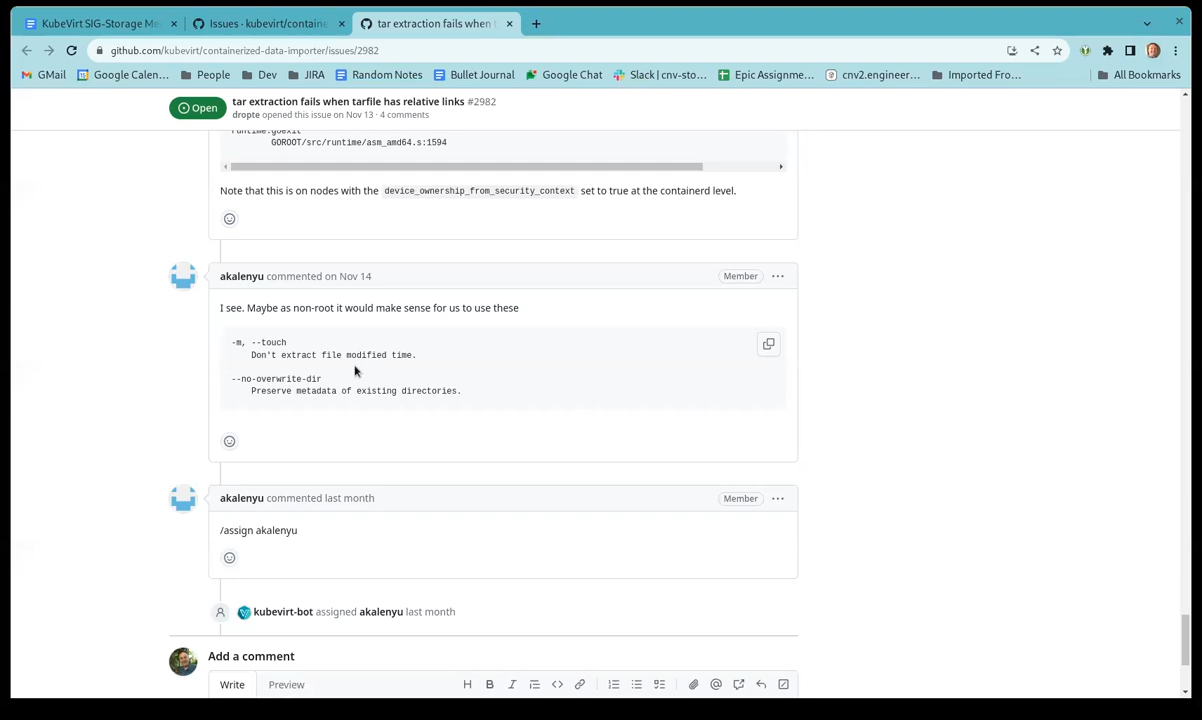 KubeVirt SIG-Storage Me
Issues · kubevirt/containe
tar extraction fails when t
github.com/kubevirt/containerized-data-importer/issues/2982
GMail
Google Calen...
People
Dev
JIRA
Random Notes
Bullet Journal
Google Chat
Slack | cnv-sto...
Epic Assignme...
cnv2.engineer...
Imported Fro...
All Bookmarks
Open
tar extraction fails when tarfile has relative links #2982
dropte opened this issue on Nov 13 · 4 comments
runtime.goexit
GOROOT/src/runtime/asm_amd64.s:1594
Note that this is on nodes with the device_ownership_from_security_context set to true at the containerd level.
akalenyu commented on Nov 14
Member
I see. Maybe as non-root it would make sense for us to use these
-m, --touch
Don't extract file modified time.
--no-overwrite-dir
Preserve metadata of existing directories.
akalenyu commented last month
Member
/assign akalenyu
kubevirt-bot assigned akalenyu last month
Add a comment
Write
Preview